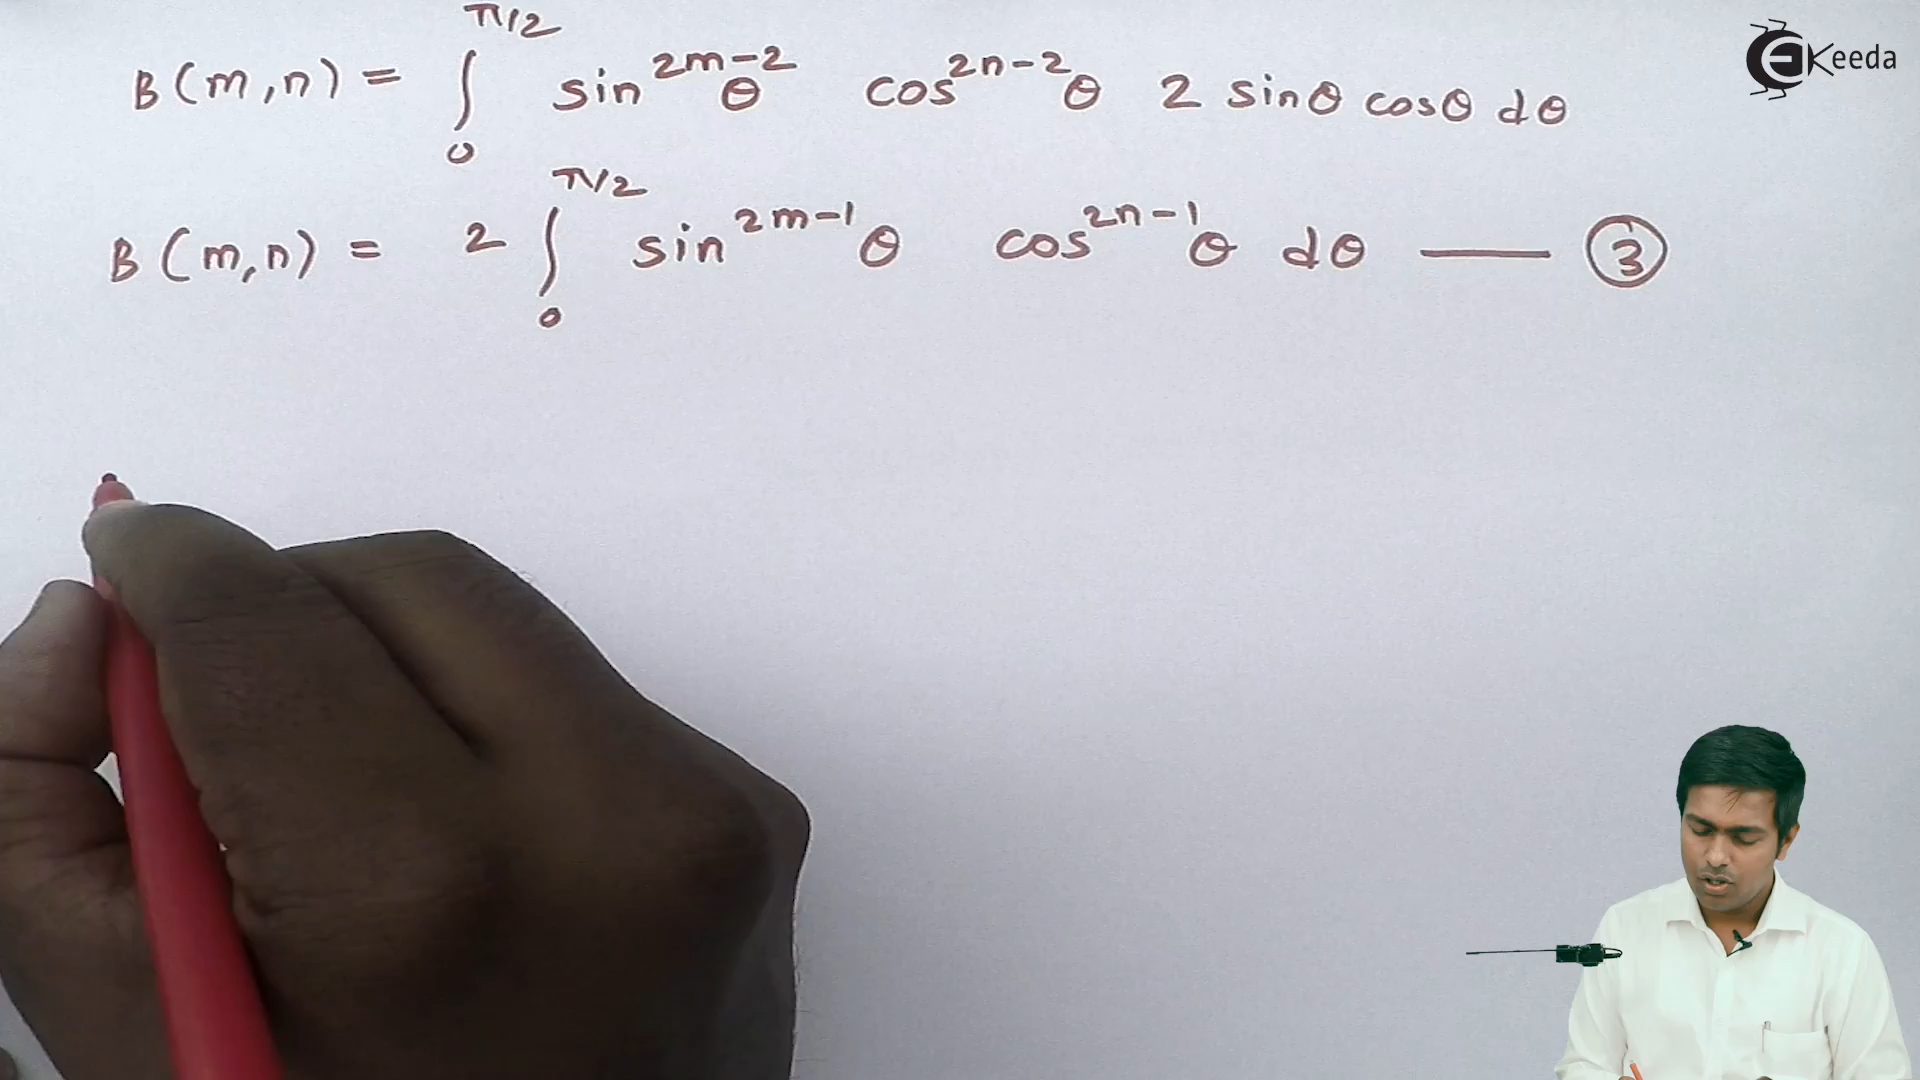 EKeeda
B(m,n) = ∫₀^(π/2) sin^(2m-2)θ cos^(2n-2)θ 2 sinθ cosθ dθ
B(m,n) = 2 ∫₀^(π/2) sin^(2m-1)θ cos^(2n-1)θ dθ —— ③